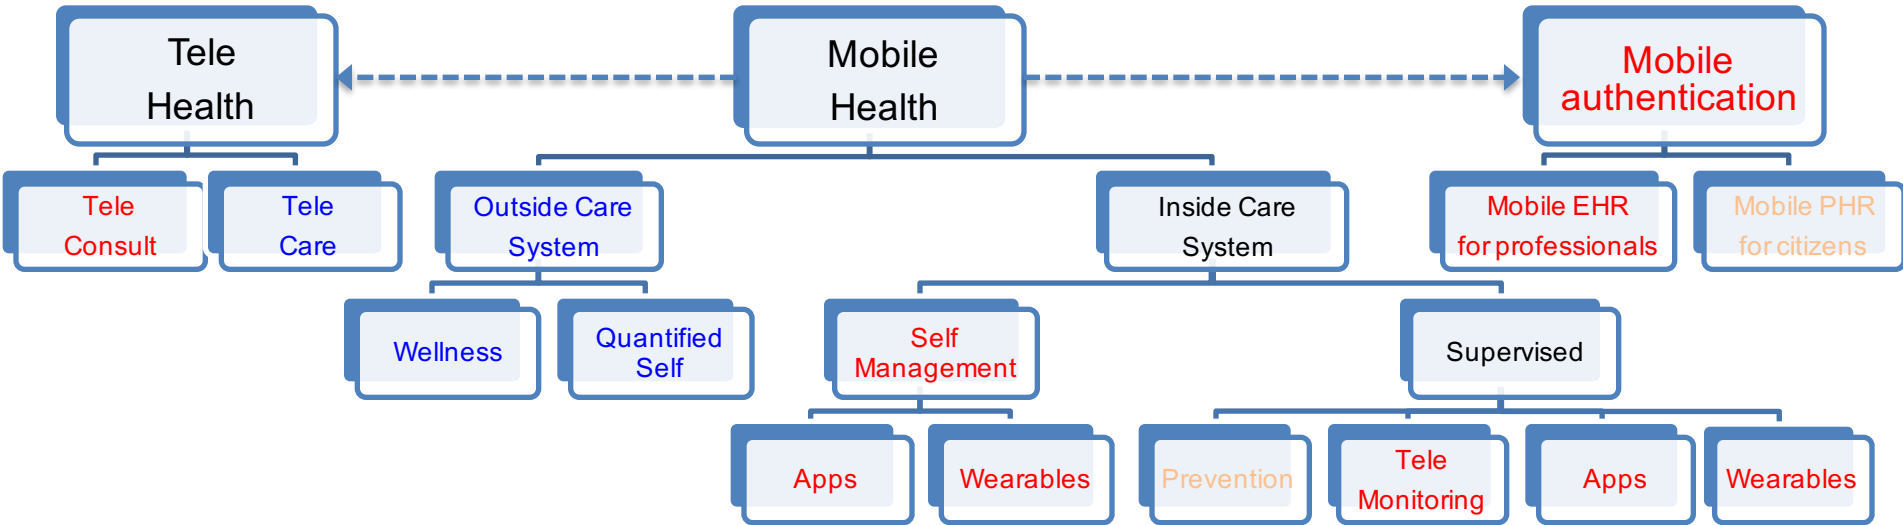 Tele
Health
Mobile
Health
Mobile
authentication
Tele
Consult
Tele
Care
Outside Care
System
Inside Care
System
Mobile EHR
for professionals
Mobile PHR
for citizens
Wellness
Quantified
Self
Self
Management
Supervised
Apps
Wearables
Prevention
Tele
Monitoring
Apps
Wearables